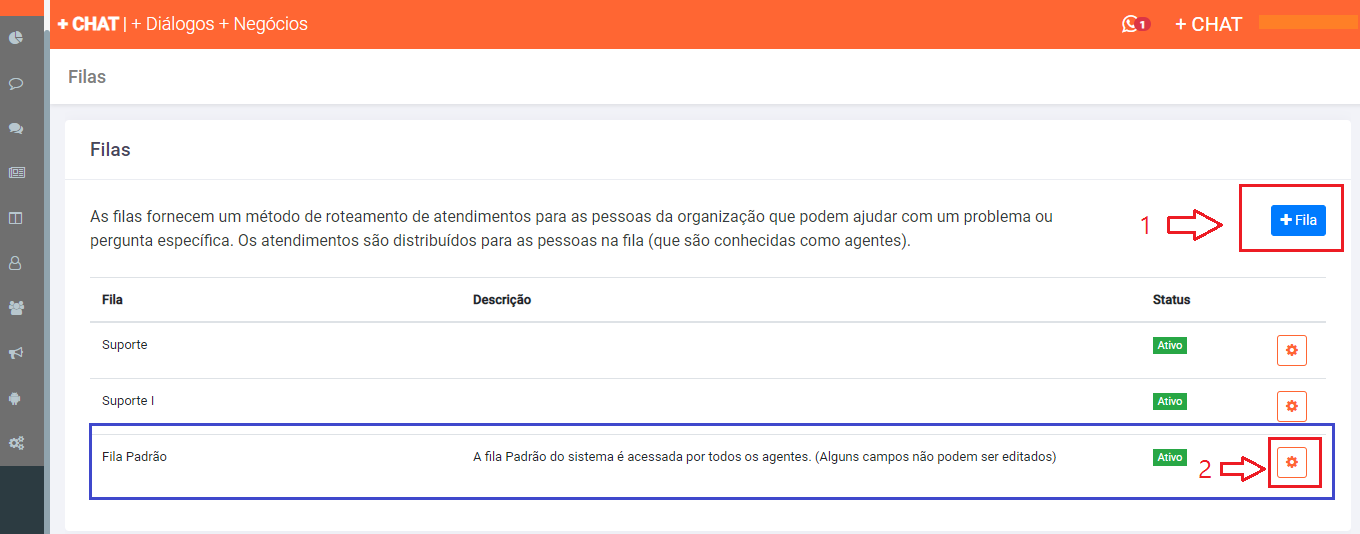 + CHAT | + Diálogos + Negócios
1
+ CHAT
Filas
Filas
As filas fornecem um método de roteamento de atendimentos para as pessoas da organização que podem ajudar com um problema ou
pergunta específica. Os atendimentos são distribuídos para as pessoas na fila (que são conhecidas como agentes).
1
+ Fila
Fila Descrição Status
Suporte Ativo
Suporte I Ativo
Fila Padrão A fila Padrão do sistema é acessada por todos os agentes. (Alguns campos não podem ser editados) Ativo
2